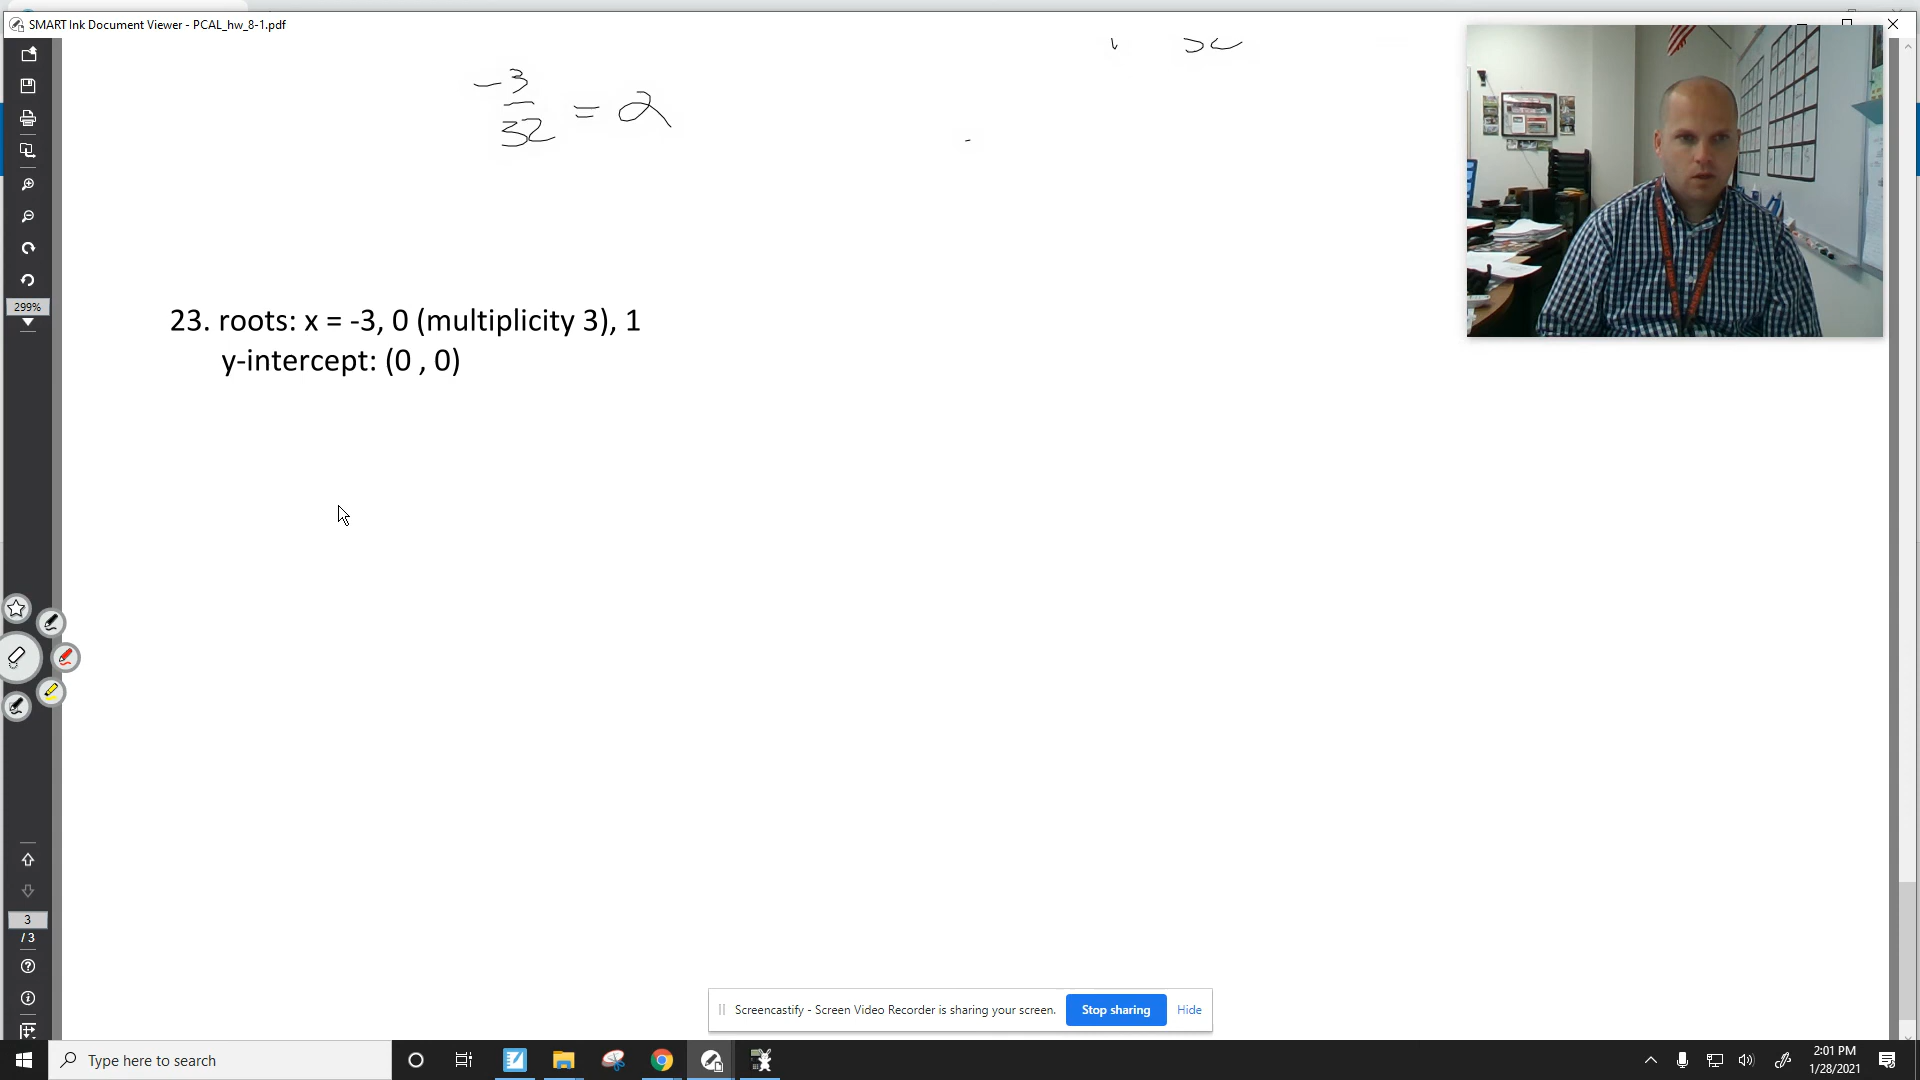 SMART Ink Document Viewer - PCAL_hw_8-1.pdf
-3
32 = 2
299%
23. roots: x = -3, 0 (multiplicity 3), 1
y-intercept: (0 , 0)
3
/ 3
Screencastify - Screen Video Recorder is sharing your screen.
Stop sharing
Hide
Type here to search
2:01 PM
1/28/2021